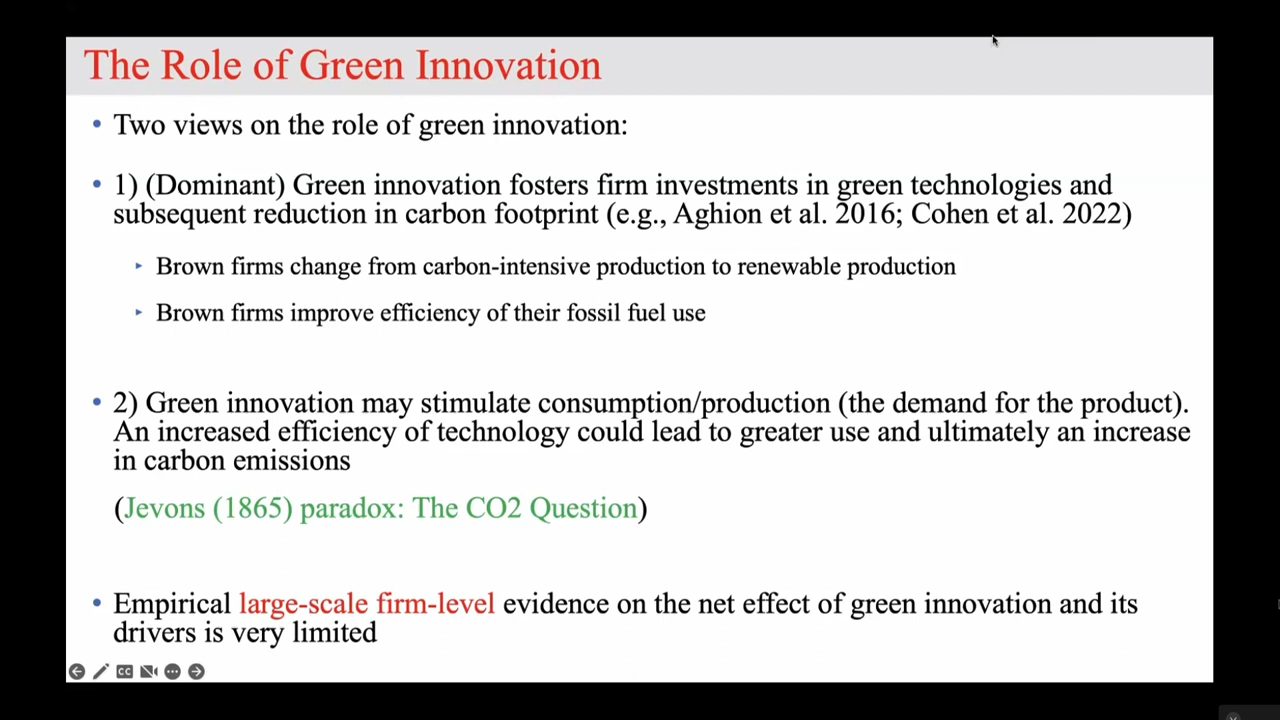 The Role of Green Innovation
• Two views on the role of green innovation:
• 1) (Dominant) Green innovation fosters firm investments in green technologies and
subsequent reduction in carbon footprint (e.g., Aghion et al. 2016; Cohen et al. 2022)
▸ Brown firms change from carbon-intensive production to renewable production
▸ Brown firms improve efficiency of their fossil fuel use
• 2) Green innovation may stimulate consumption/production (the demand for the product).
An increased efficiency of technology could lead to greater use and ultimately an increase
in carbon emissions
(Jevons (1865) paradox: The CO2 Question)
• Empirical large-scale firm-level evidence on the net effect of green innovation and its
drivers is very limited
CC